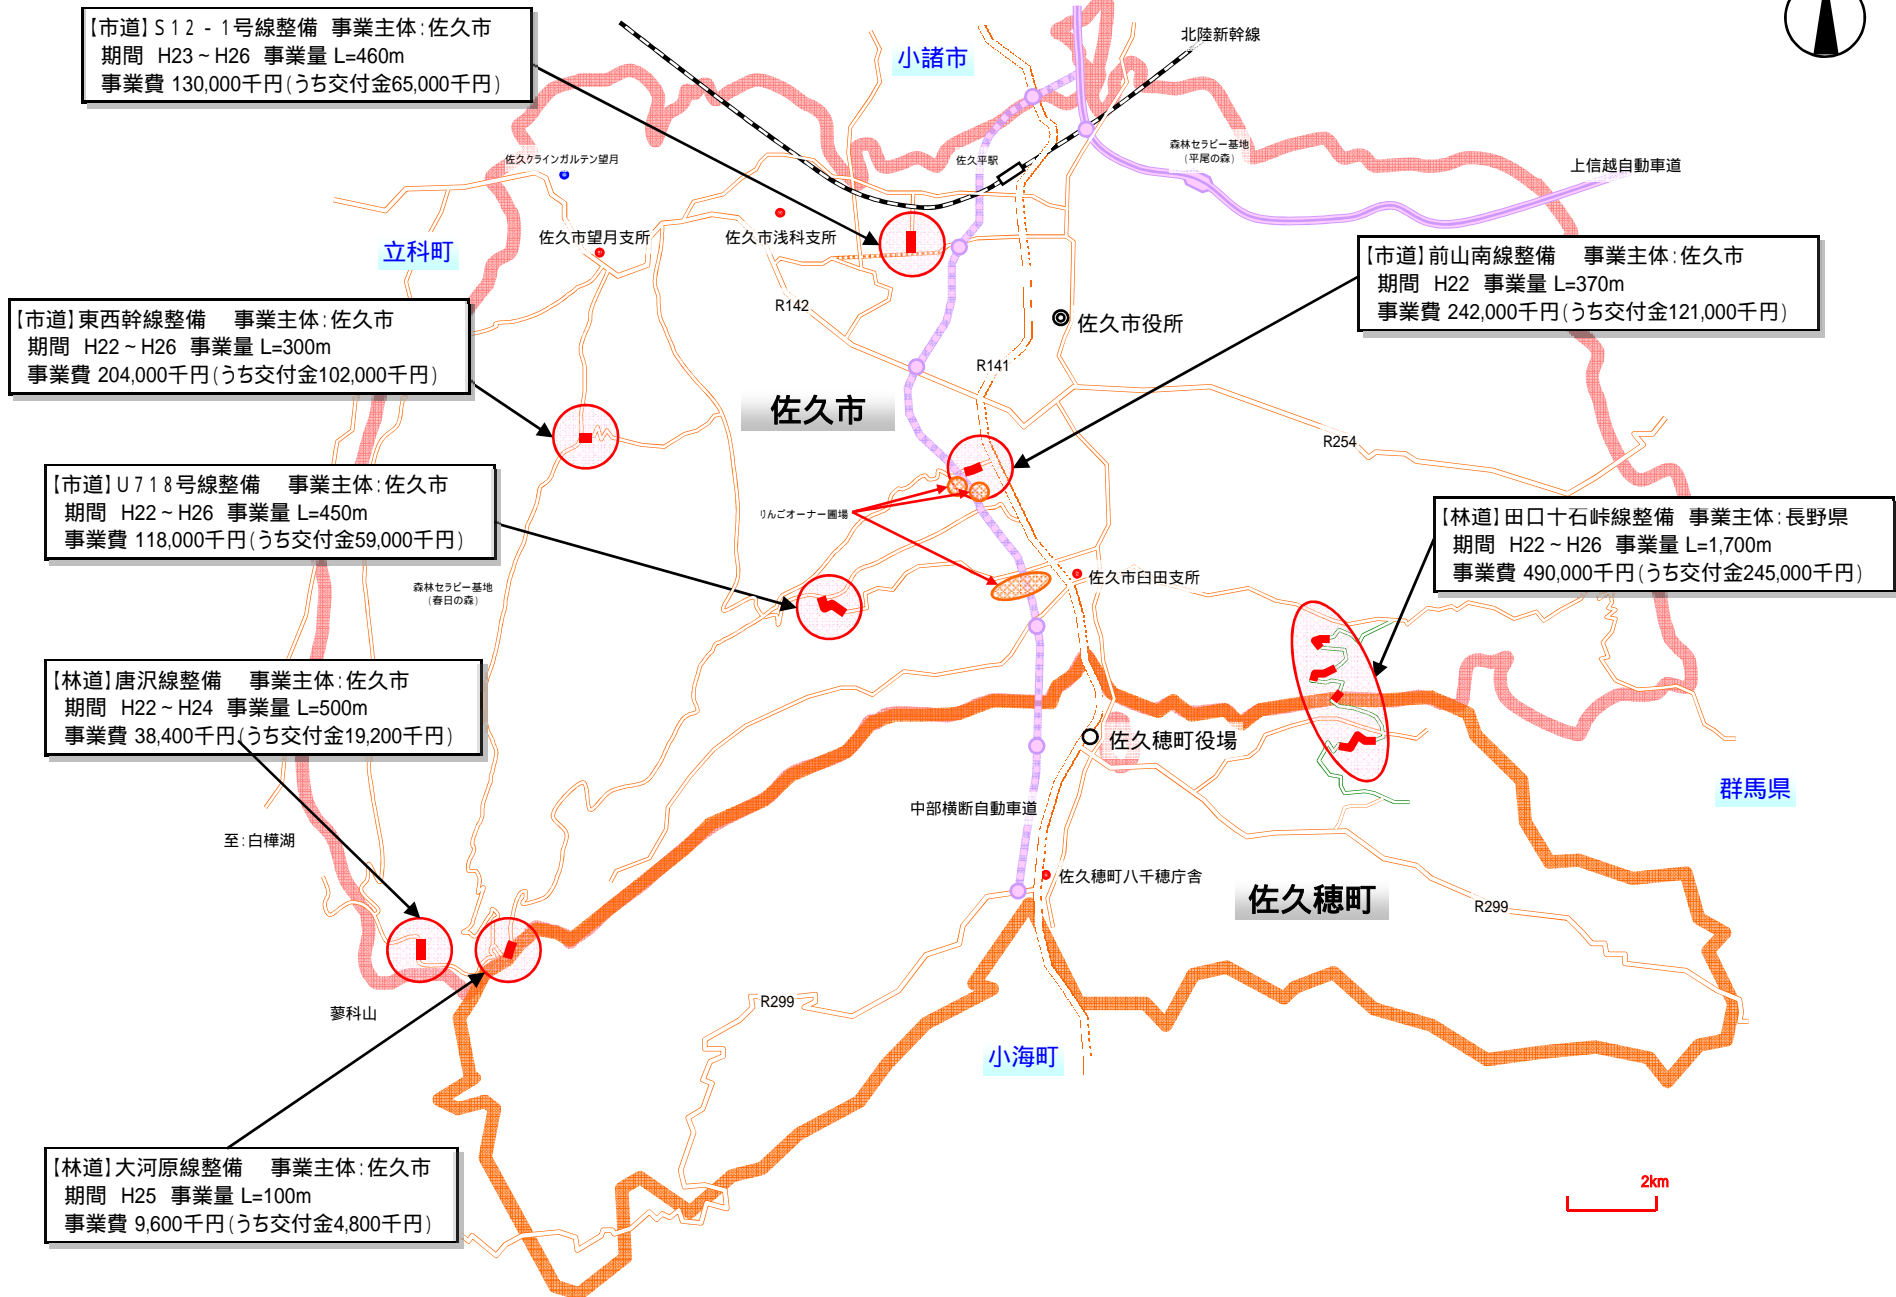 【市道】S12-1号線整備 事業主体:佐久市
期間 H23～H26 事業量 L=460m
事業費 130,000千円(うち交付金65,000千円)
小諸市
北陸新幹線
佐久クラインガルテン望月
佐久平駅
森林セラピー基地
(平尾の森)
上信越自動車道
立科町
佐久市望月支所
佐久市浅科支所
【市道】前山南線整備 事業主体:佐久市
期間 H22 事業量 L=370m
事業費 242,000千円(うち交付金121,000千円)
R142
佐久市役所
【市道】東西幹線整備 事業主体:佐久市
期間 H22～H26 事業量 L=300m
事業費 204,000千円(うち交付金102,000千円)
R141
佐久市
R254
【市道】U718号線整備 事業主体:佐久市
期間 H22～H26 事業量 L=450m
事業費 118,000千円(うち交付金59,000千円)
りんごオーナー圃場
【林道】田口十石峠線整備 事業主体:長野県
期間 H22～H26 事業量 L=1,700m
事業費 490,000千円(うち交付金245,000千円)
森林セラピー基地
(春日の森)
佐久市臼田支所
【林道】唐沢線整備 事業主体:佐久市
期間 H22～H24 事業量 L=500m
事業費 38,400千円(うち交付金19,200千円)
佐久穂町役場
群馬県
中部横断自動車道
至:白樺湖
佐久穂町八千穂庁舎
佐久穂町
R299
R299
蓼科山
小海町
【林道】大河原線整備 事業主体:佐久市
期間 H25 事業量 L=100m
事業費 9,600千円(うち交付金4,800千円)
2km